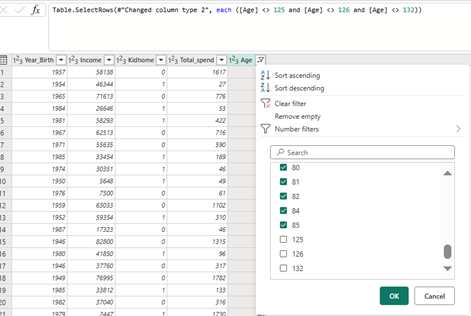 fx Table.SelectRows(#"Changed column type 2", each ([Age] <> 125 and [Age] <> 126 and [Age] <> 132))
1²3 Year_Birth 1²3 Income 1²3 Kidhome 1²3 Total_spend 1²3 Age
1 1957 58138 0 1617
2 1954 46344 1 27
3 1965 71613 0 776
4 1984 26646 1 53
5 1981 58293 1 422
6 1967 62513 0 716
7 1971 55635 0 590
8 1985 33454 1 169
9 1974 30351 1 46
10 1950 5648 1 49
11 1976 7500 0 61
12 1959 63033 0 1102
13 1952 59354 1 310
14 1987 17323 0 46
15 1946 82800 0 1315
16 1980 41850 1 96
17 1946 37760 0 317
18 1949 76995 0 1782
19 1985 33812 1 133
20 1982 37040 0 316
21 1979 2447 1 1730
Sort ascending
Sort descending
Clear filter
Remove empty
Number filters
Search
80
81
82
84
85
125
126
132
OK Cancel